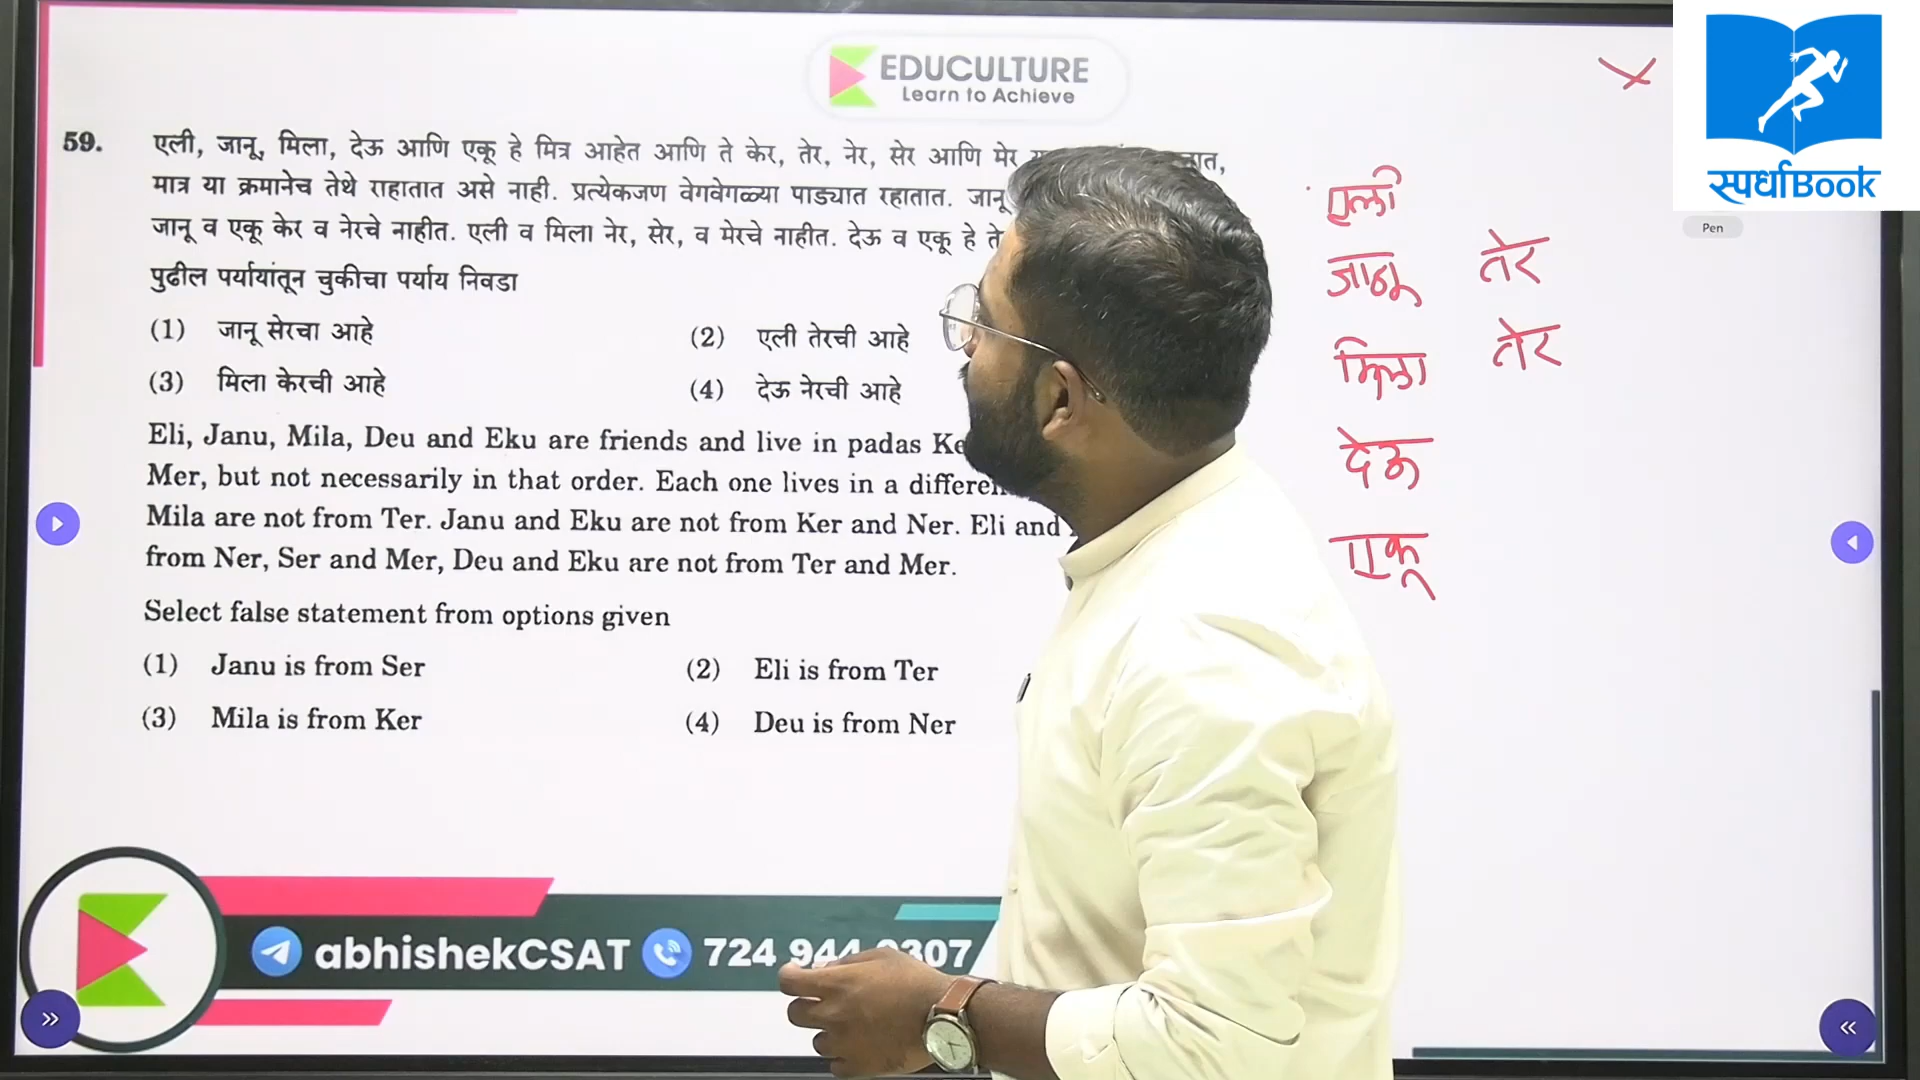 EDUCULTURE
Learn to Achieve
स्पर्धाBook
Pen
59. एली, जानू, मिला, देऊ आणि एकू हे मित्र आहेत आणि ते केर, तेर, नेर, सेर आणि मेर
मात्र या क्रमानेच तेथे राहातात असे नाही. प्रत्येकजण वेगवेगळ्या पाड्यात रहातात. जानू
जानू व एकू केर व नेरचे नाहीत. एली व मिला नेर, सेर, व मेरचे नाहीत. देऊ व एकू हे
पुढील पर्यायांतून चुकीचा पर्याय निवडा
(1) जानू सेरचा आहे (2) एली तेरची आहे
(3) मिला केरची आहे (4) देऊ नेरची आहे
Eli, Janu, Mila, Deu and Eku are friends and live in padas
Mer, but not necessarily in that order. Each one lives in a
Mila are not from Ter. Janu and Eku are not from Ker and Ner. Eli and
from Ner, Ser and Mer, Deu and Eku are not from Ter and Mer.
Select false statement from options given
(1) Janu is from Ser (2) Eli is from Ter
(3) Mila is from Ker (4) Deu is from Ner
एली
जानू तेर
मिला तेर
देऊ
एकू
abhishekCSAT 724 944